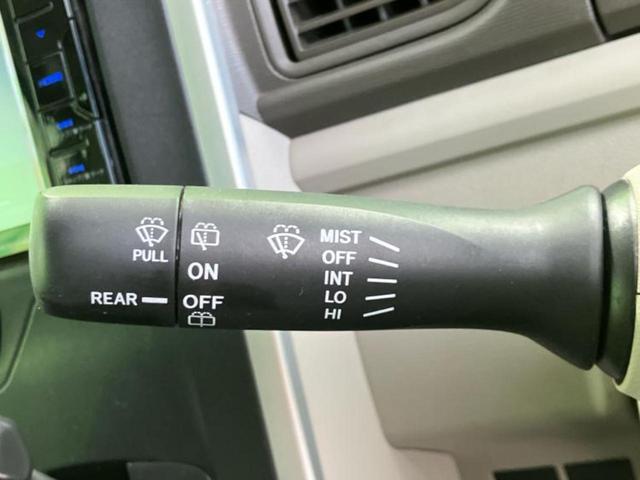 PULL
REAR
ON
OFF
MIST
OFF
INT
LO
HI